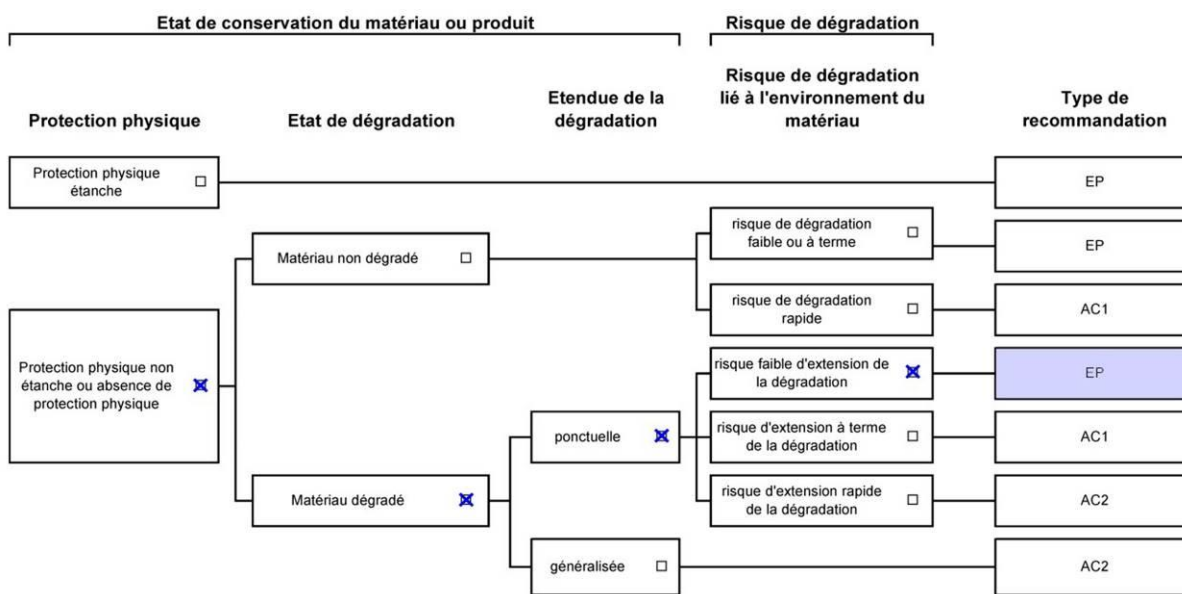 Etat de conservation du matériau ou produit
Risque de dégradation
Protection physique
Etat de dégradation
Etendue de la
dégradation
Risque de dégradation
lié à l'environnement du
matériau
Type de
recommandation
Protection physique
étanche
EP
risque de dégradation
faible ou à terme
EP
Matériau non dégradé
risque de dégradation
rapide
AC1
Protection physique non
étanche ou absence de
protection physique
risque faible d'extension de
la dégradation
EP
ponctuelle
risque d'extension à terme
de la dégradation
AC1
Matériau dégradé
risque d'extension rapide
de la dégradation
AC2
généralisée
AC2